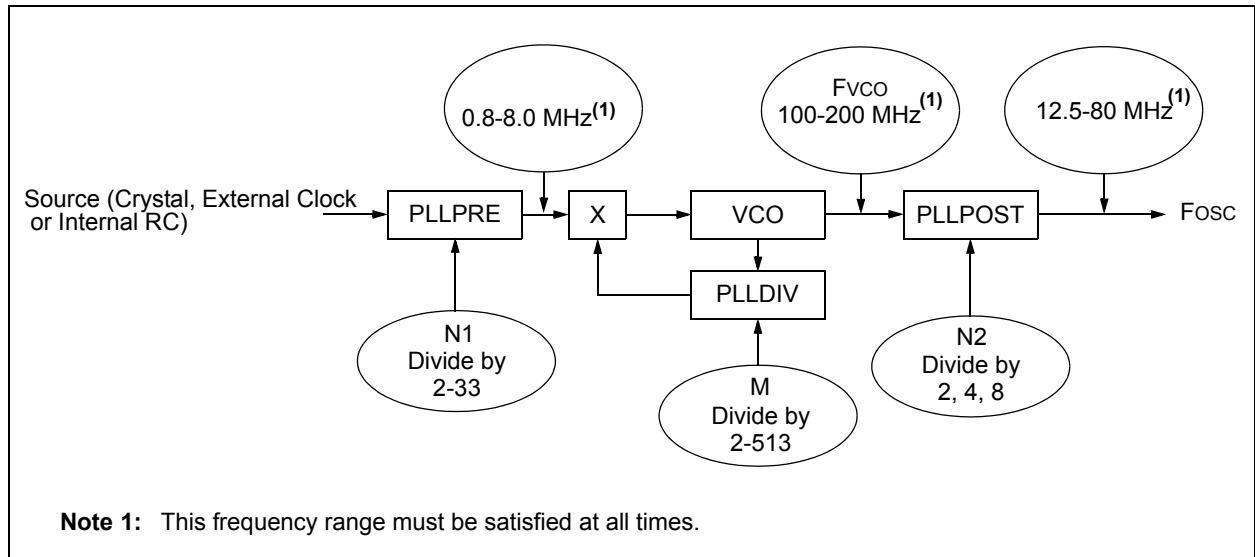 0.8-8.0 MHz(1)
FVCO
100-200 MHz(1)
12.5-80 MHz(1)
Source (Crystal, External Clock
or Internal RC)
PLLPRE
X
VCO
PLLPOST
FOSC
PLLDIV
N1
Divide by
2-33
M
Divide by
2-513
N2
Divide by
2, 4, 8
Note 1: This frequency range must be satisfied at all times.